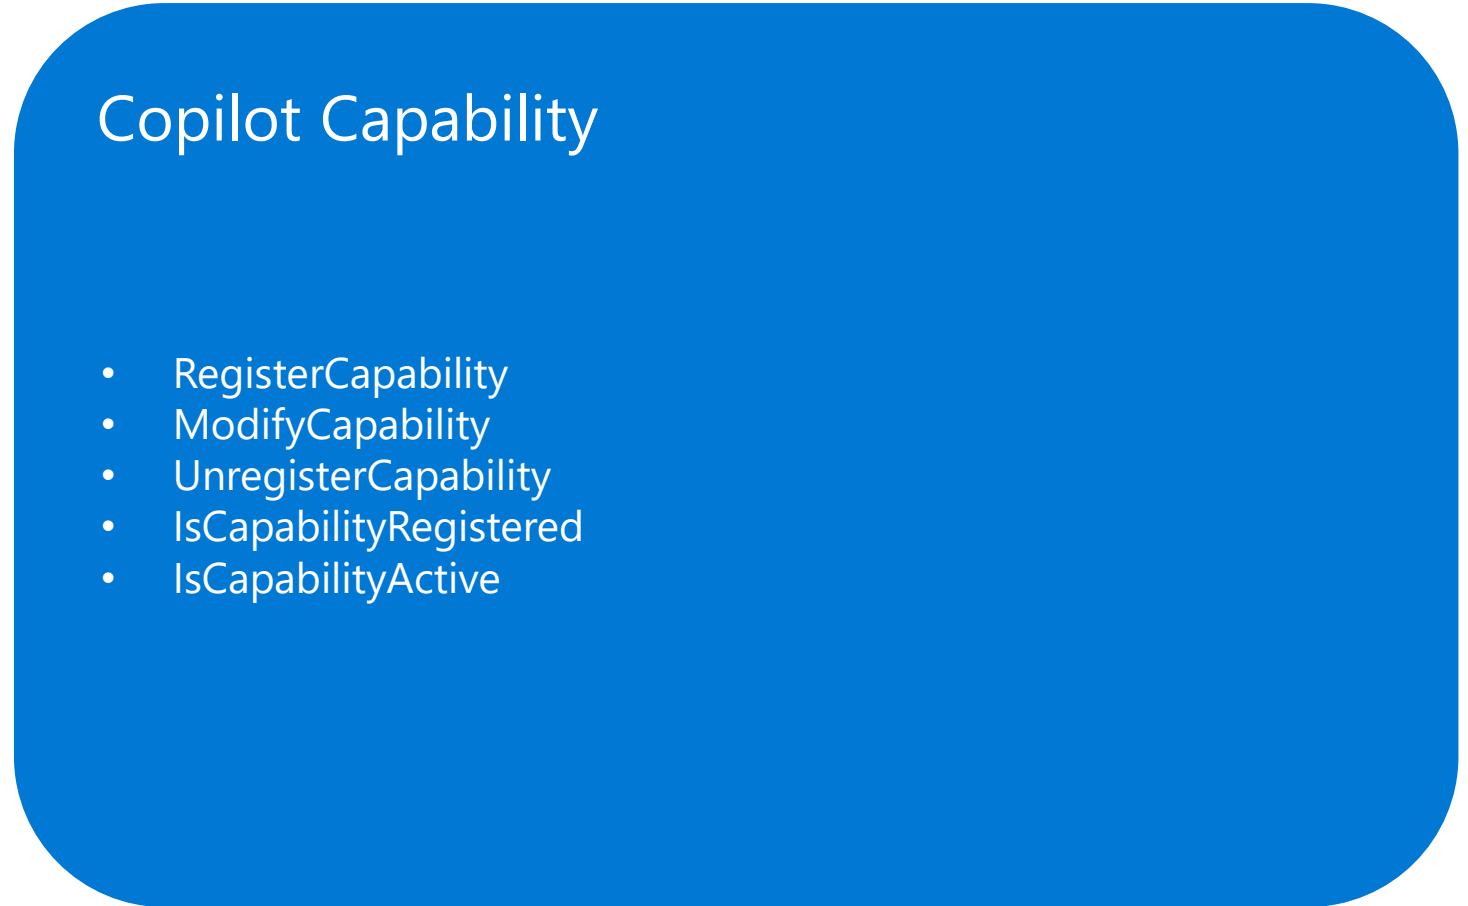 Copilot Capability
• RegisterCapability
• ModifyCapability
• UnregisterCapability
• IsCapabilityRegistered
• IsCapabilityActive